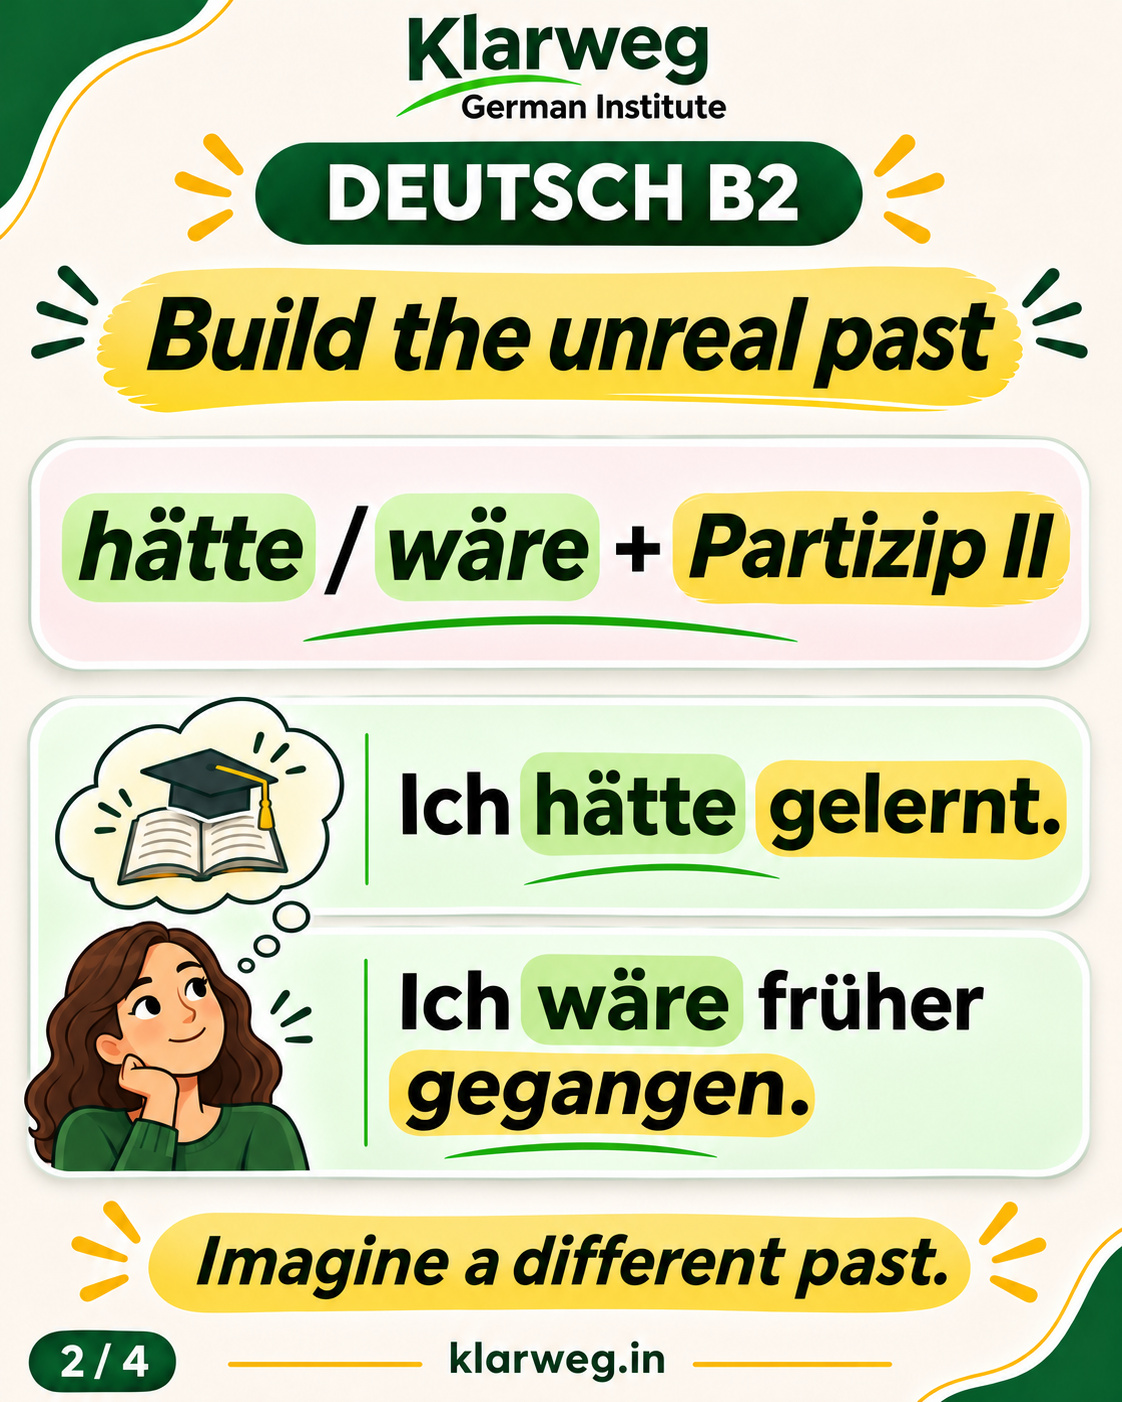 Klarweg
German Institute
DEUTSCH B2
Build the unreal past
hätte / wäre + Partizip II
Ich hätte gelernt.
Ich wäre früher
gegangen.
Imagine a different past.
2 / 4
klarweg.in